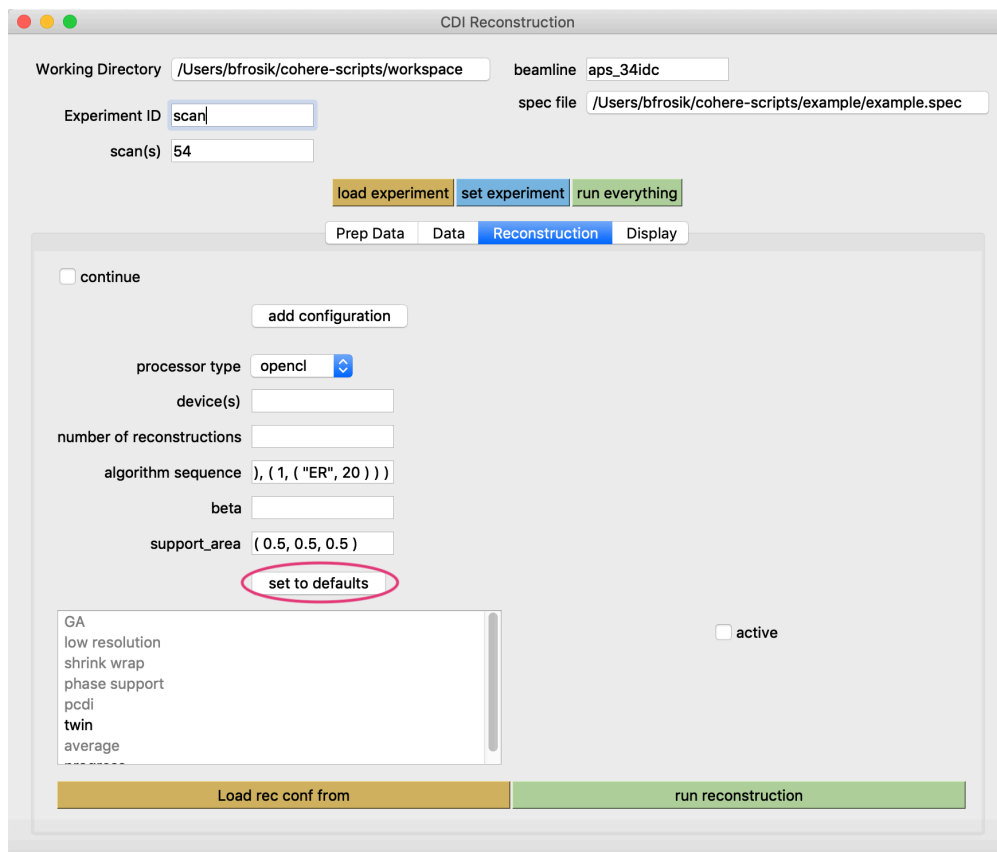 CDI Reconstruction
Working Directory /Users/bfrosik/cohere-scripts/workspace beamline aps_34idc
spec file /Users/bfrosik/cohere-scripts/example/example.spec
Experiment ID scan
scan(s) 54
load experiment set experiment run everything
Prep Data Data Reconstruction Display
continue
add configuration
processor type opencl
device(s)
number of reconstructions
algorithm sequence ), ( 1, ( "ER", 20 ) ) )
beta
support_area ( 0.5, 0.5, 0.5 )
set to defaults
GA
low resolution
active
shrink wrap
phase support
pcdi
twin
average
Load rec conf from run reconstruction